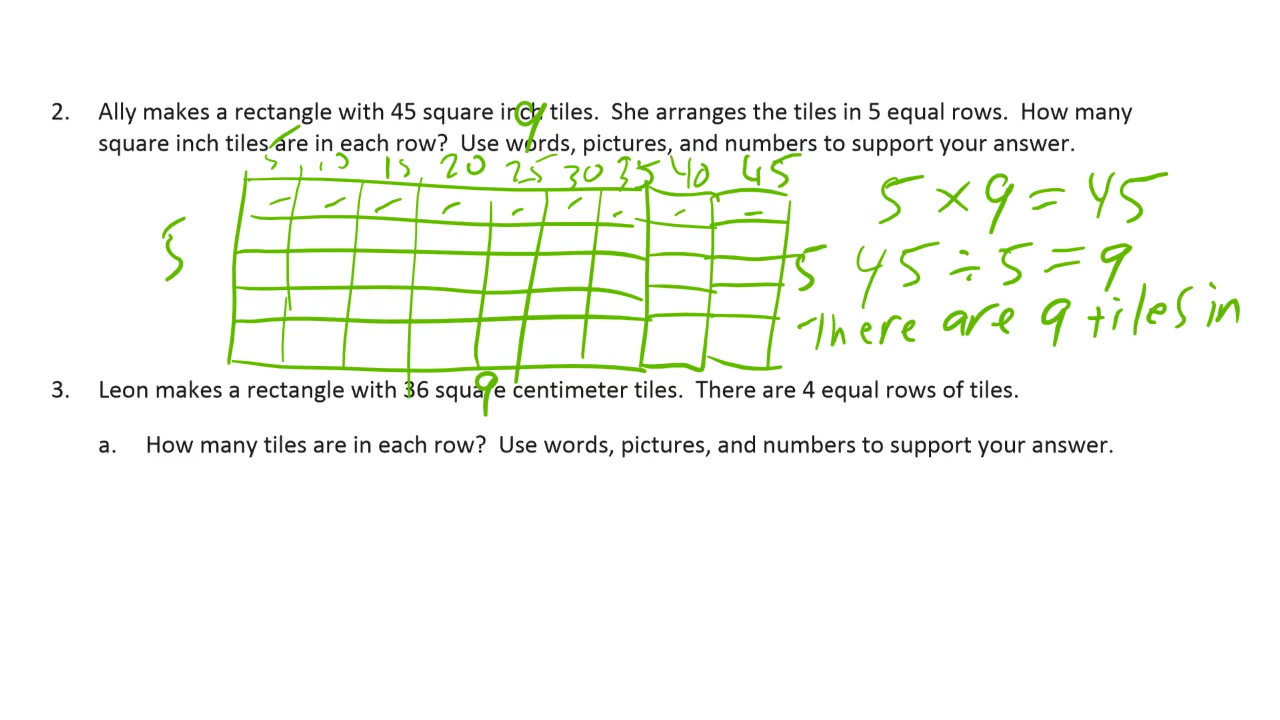 2. Ally makes a rectangle with 45 square inch tiles. She arranges the tiles in 5 equal rows. How many
square inch tiles are in each row? Use words, pictures, and numbers to support your answer.
9
5 10 15 20 25 30 35 40 45
5
5
9
5 × 9 = 45
45 ÷ 5 = 9
There are 9 tiles in
3. Leon makes a rectangle with 36 square centimeter tiles. There are 4 equal rows of tiles.
a. How many tiles are in each row? Use words, pictures, and numbers to support your answer.